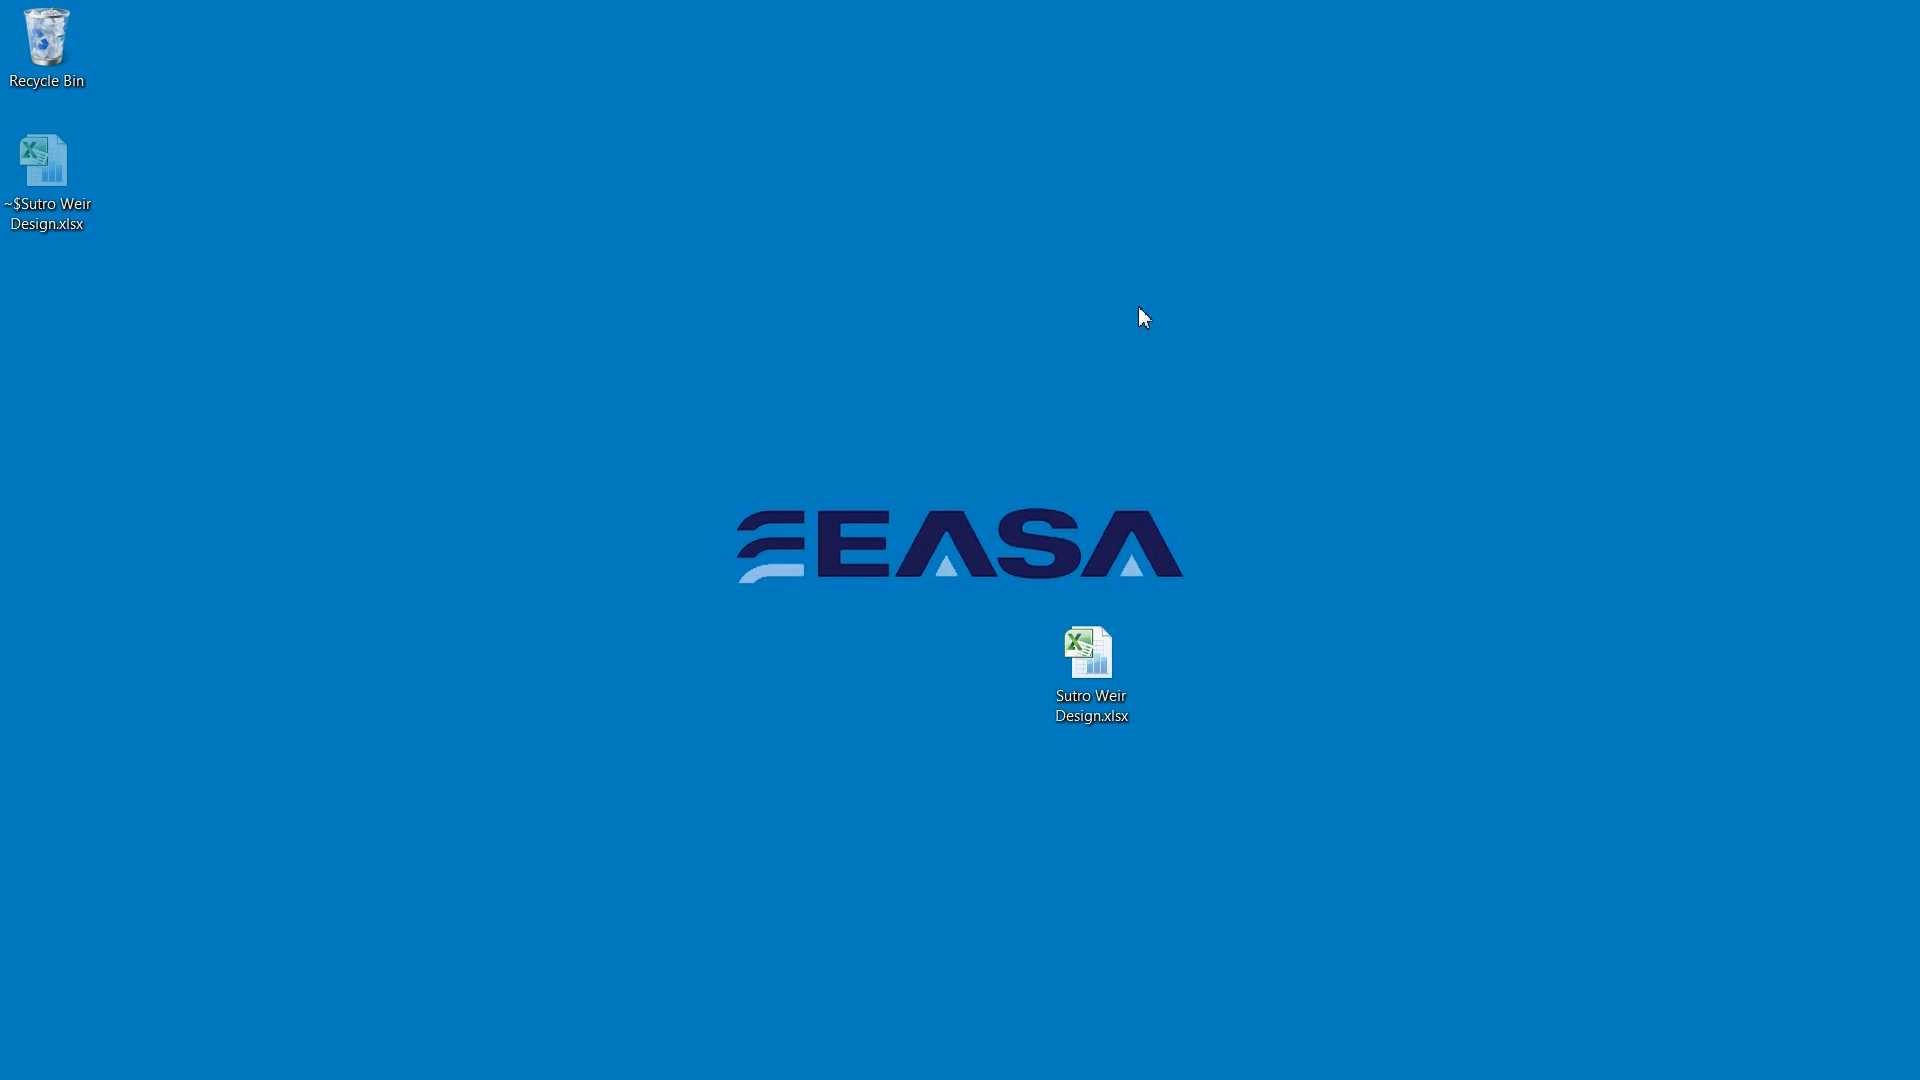 Recycle Bin
~$Sutro Weir
Design.xlsx
EASA
Sutro Weir
Design.xlsx